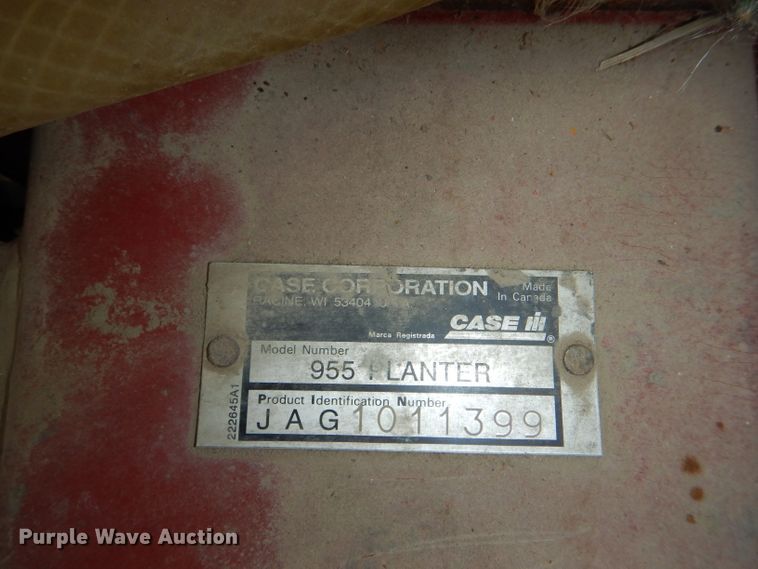 CASE CORPORATION
RACINE, WI 53404
Made
In Canada
CASE IH ®
Marca Registrada
Model Number
955 PLANTER
Product Identification Number
JAG1011399
222645A1
Purple Wave Auction